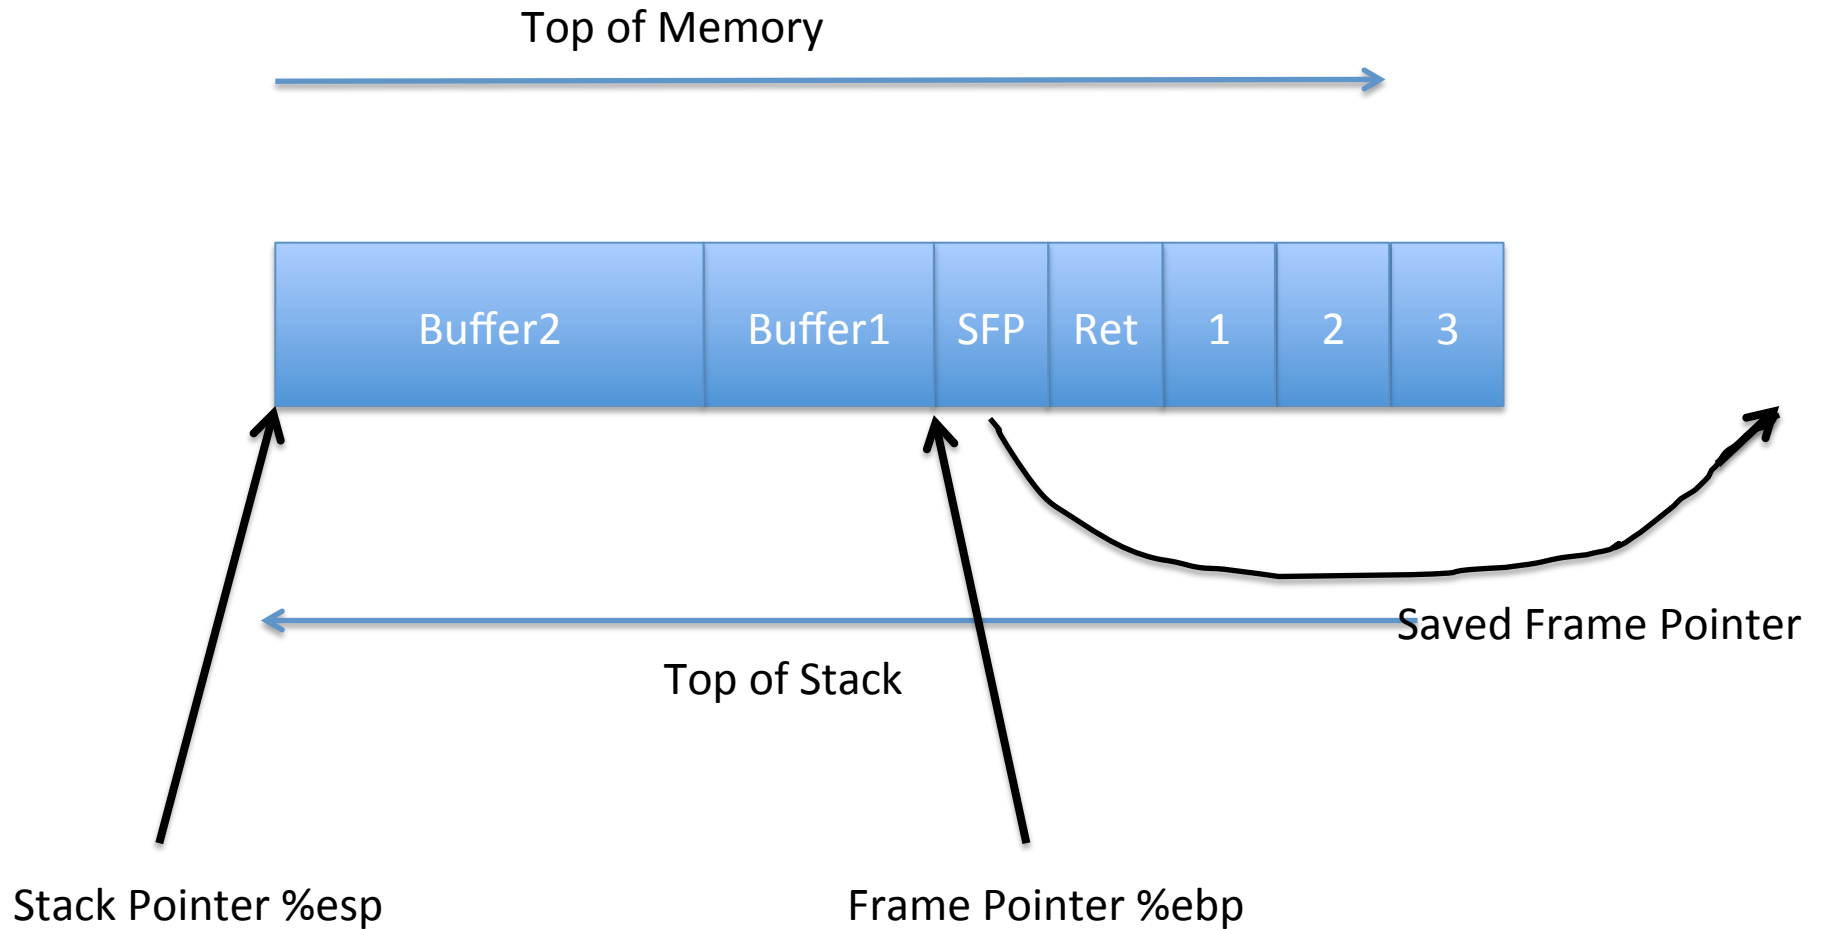 Top of Memory
Buffer2 Buffer1 SFP Ret 1 2 3
Saved Frame Pointer
Top of Stack
Stack Pointer %esp
Frame Pointer %ebp